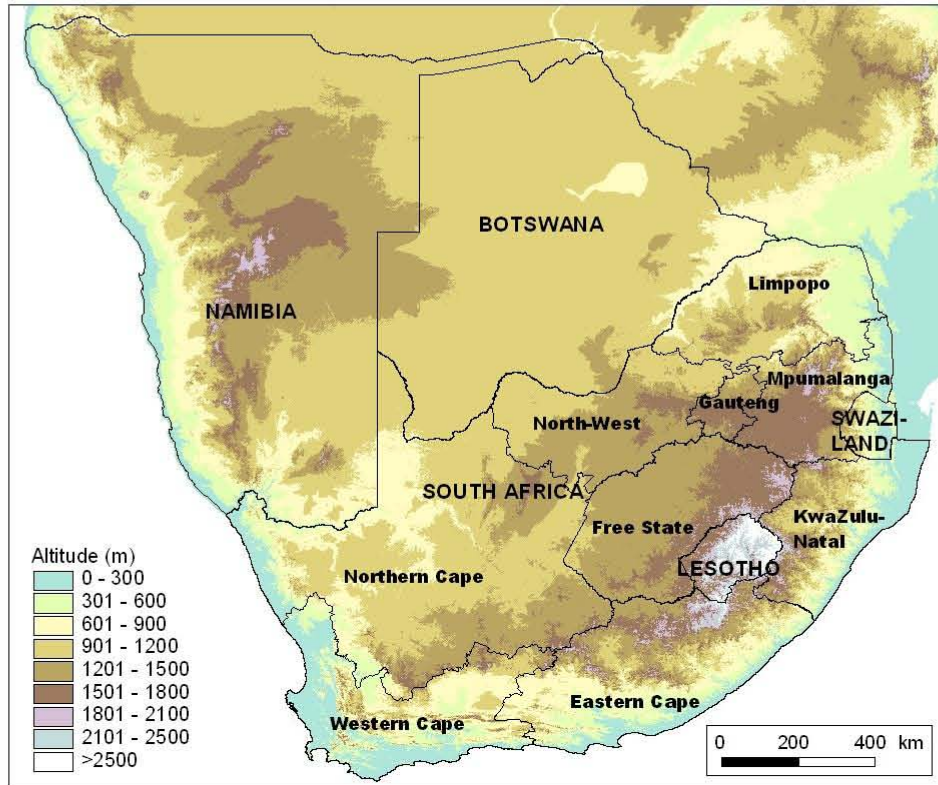 BOTSWANA
Limpopo
NAMIBIA
Mpumalanga
Gauteng
SWAZI-
LAND
North-West
SOUTH AFRICA
Free State
KwaZulu-
Natal
LESOTHO
Northern Cape
Eastern Cape
Western Cape
Altitude (m)
0 - 300
301 - 600
601 - 900
901 - 1200
1201 - 1500
1501 - 1800
1801 - 2100
2101 - 2500
>2500
0 200 400 km